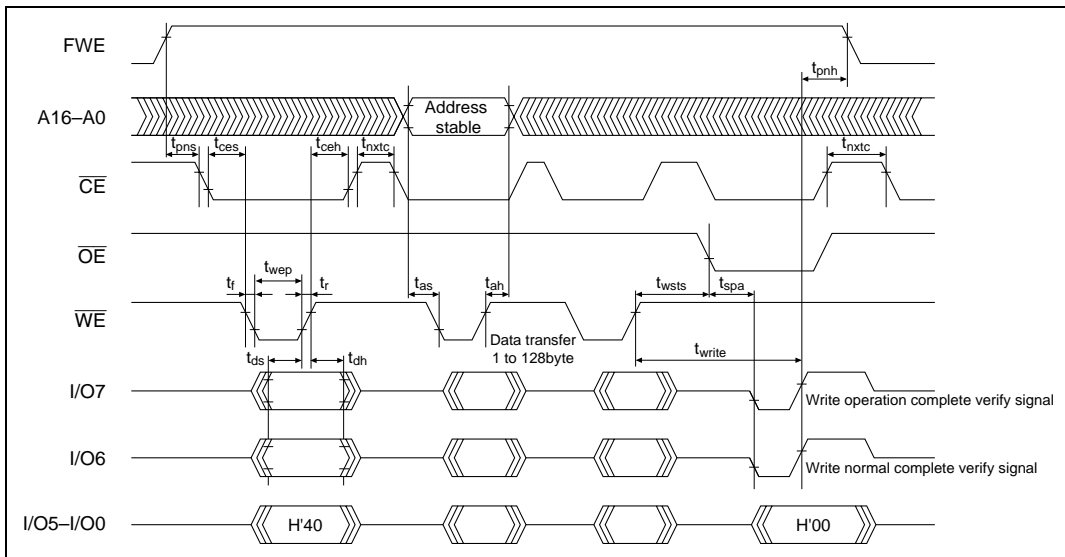 FWE
tpnh
A16–A0
Address
stable
tpns
tces
tceh
tnxtc
tnxtc
CE
OE
twep
tf
tr
tas
tah
twsts
tspa
WE
Data transfer
1 to 128byte
twrite
tds
tdh
I/O7
Write operation complete verify signal
I/O6
Write normal complete verify signal
I/O5–I/O0
H'40
H'00